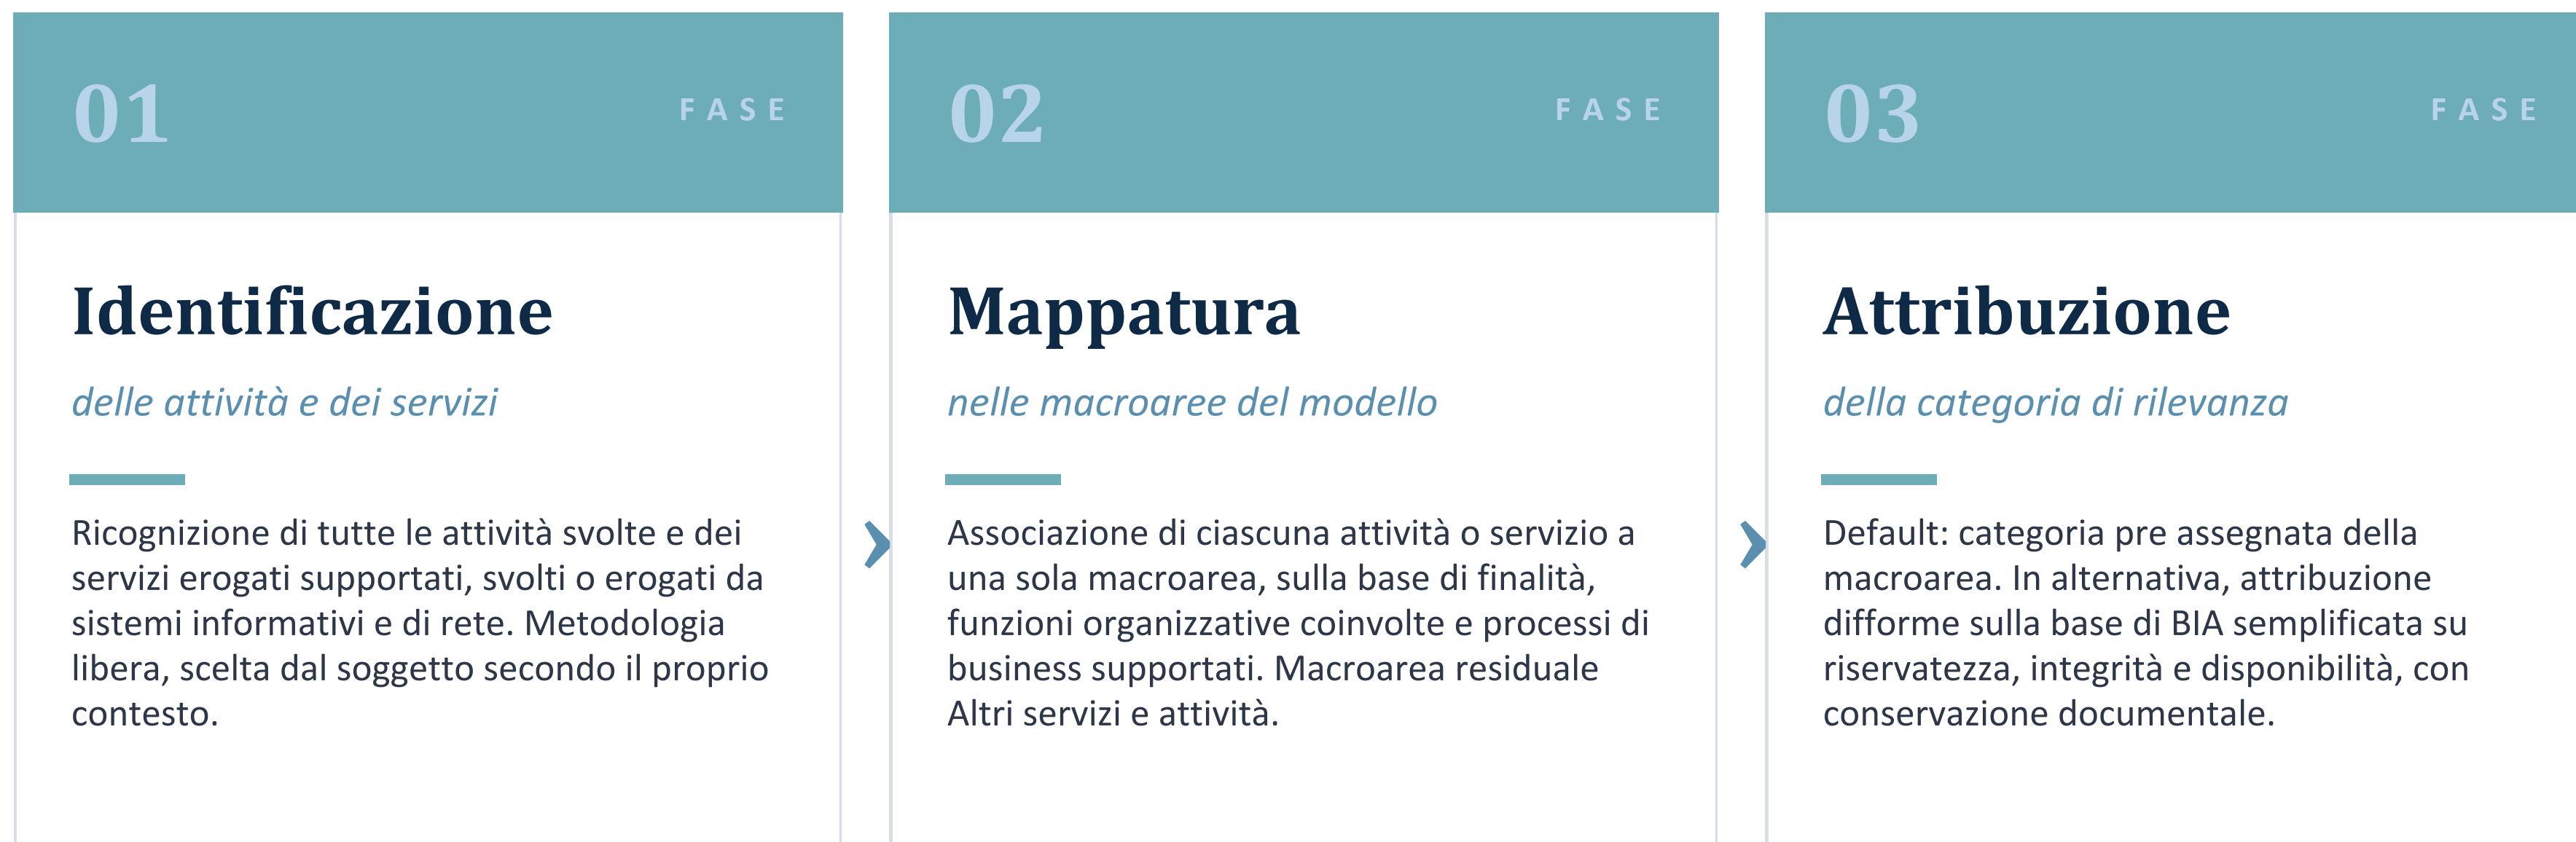 01
FASE
Identificazione
delle attività e dei servizi
Ricognizione di tutte le attività svolte e dei
servizi erogati supportati, svolti o erogati da
sistemi informativi e di rete. Metodologia
libera, scelta dal soggetto secondo il proprio
contesto.
›
02
FASE
Mappatura
nelle macroaree del modello
Associazione di ciascuna attività o servizio a
una sola macroarea, sulla base di finalità,
funzioni organizzative coinvolte e processi di
business supportati. Macroarea residuale
Altri servizi e attività.
›
03
FASE
Attribuzione
della categoria di rilevanza
Default: categoria pre assegnata della
macroarea. In alternativa, attribuzione
difforme sulla base di BIA semplificata su
riservatezza, integrità e disponibilità, con
conservazione documentale.